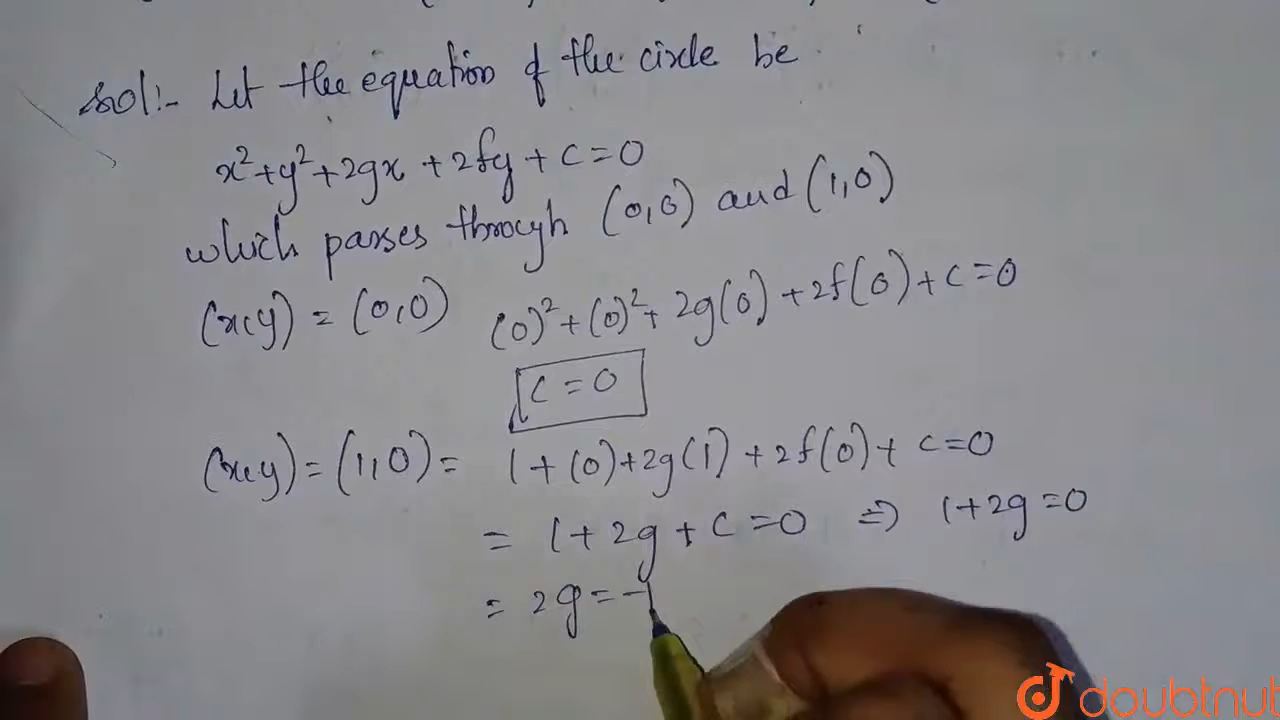 Sol:- Let the equation of the circle be
x²+y²+2gx+2fy+c=0
which passes through (0,0) and (1,0)
(x,y) = (0,0) (0)²+(0)²+2g(0)+2f(0)+c=0
c=0
(x,y)=(1,0)= 1+(0)+2g(1)+2f(0)+c=0
= 1+2g+c=0 ⇒ 1+2g=0
= 2g=-1
doubtnut